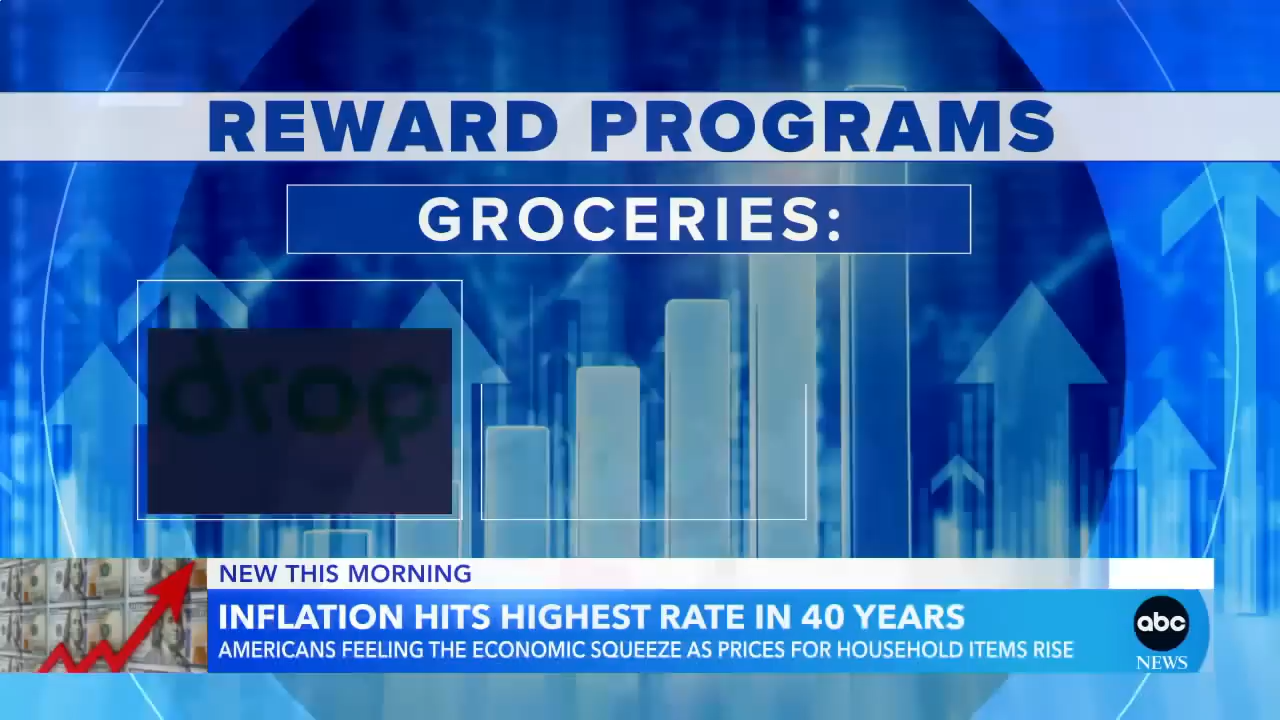 REWARD PROGRAMS
GROCERIES:
drop
NEW THIS MORNING
INFLATION HITS HIGHEST RATE IN 40 YEARS
AMERICANS FEELING THE ECONOMIC SQUEEZE AS PRICES FOR HOUSEHOLD ITEMS RISE
abc
NEWS